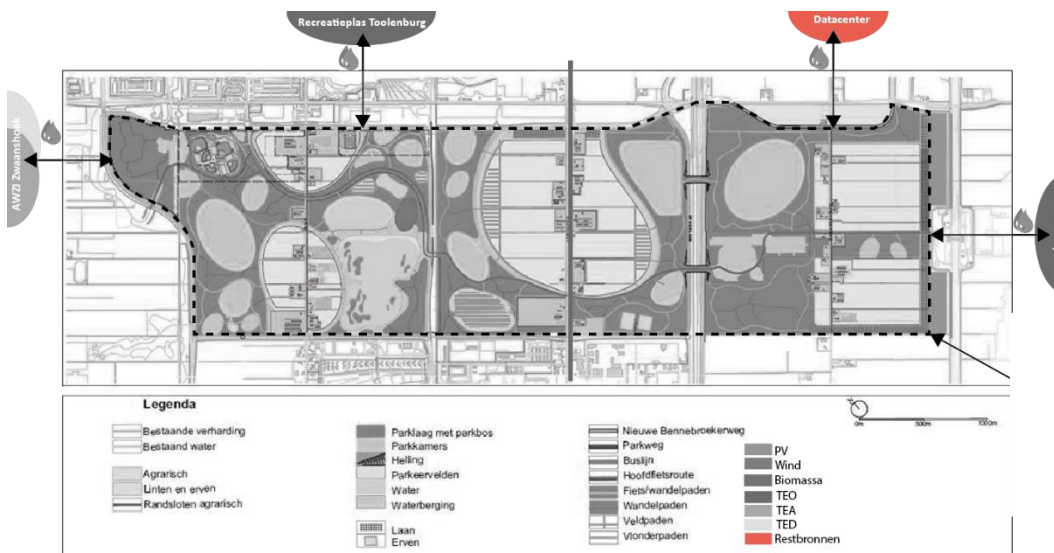 Recreatieplas Toolenburg
Datacenter
AWZI Zwaanshoek
Legenda
Bestaande verharding
Bestaand water
Agrarisch
Linten en erven
Randsloten agrarisch
Parklaag met parkbos
Parkkamers
Helling
Parkeervelden
Water
Waterberging
Laan
Erven
Nieuwe Bennebroekerweg
Parkweg
Buslijn
Hoofdfietsroute
Fiets/wandelpaden
Wandelpaden
Veldpaden
Vlonderpaden
0m 500m 1000m
PV
Wind
Biomassa
TEO
TEA
TED
Restbronnen